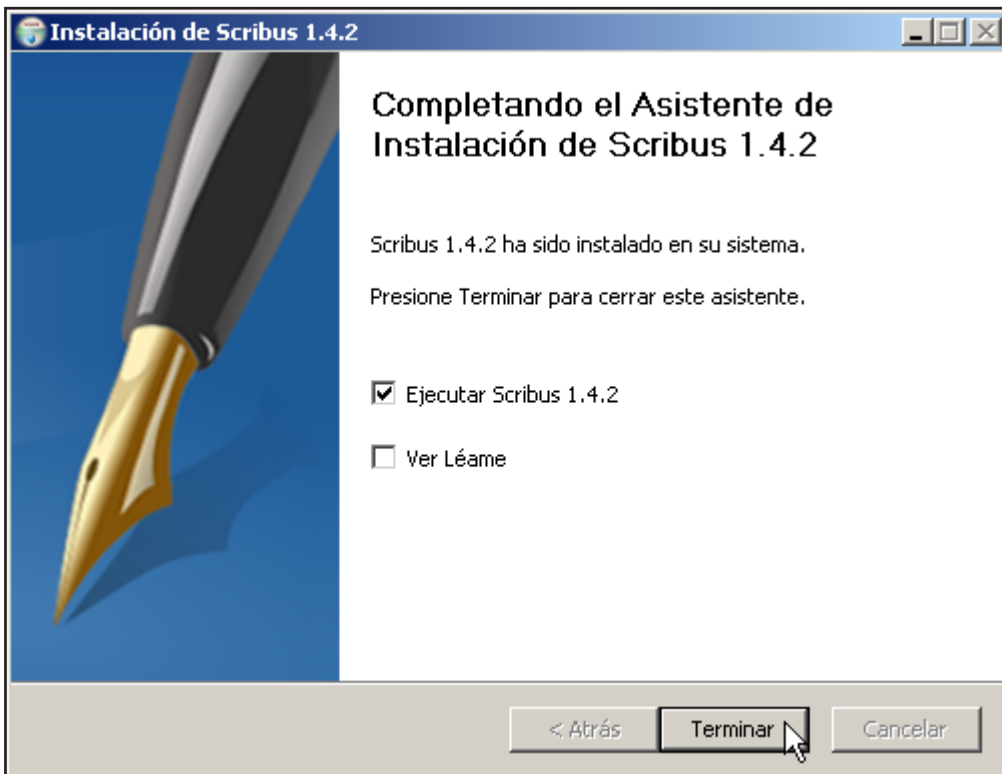 Instalación de Scribus 1.4.2
Completando el Asistente de
Instalación de Scribus 1.4.2
Scribus 1.4.2 ha sido instalado en su sistema.
Presione Terminar para cerrar este asistente.
Ejecutar Scribus 1.4.2
Ver Léame
< Atrás Terminar Cancelar